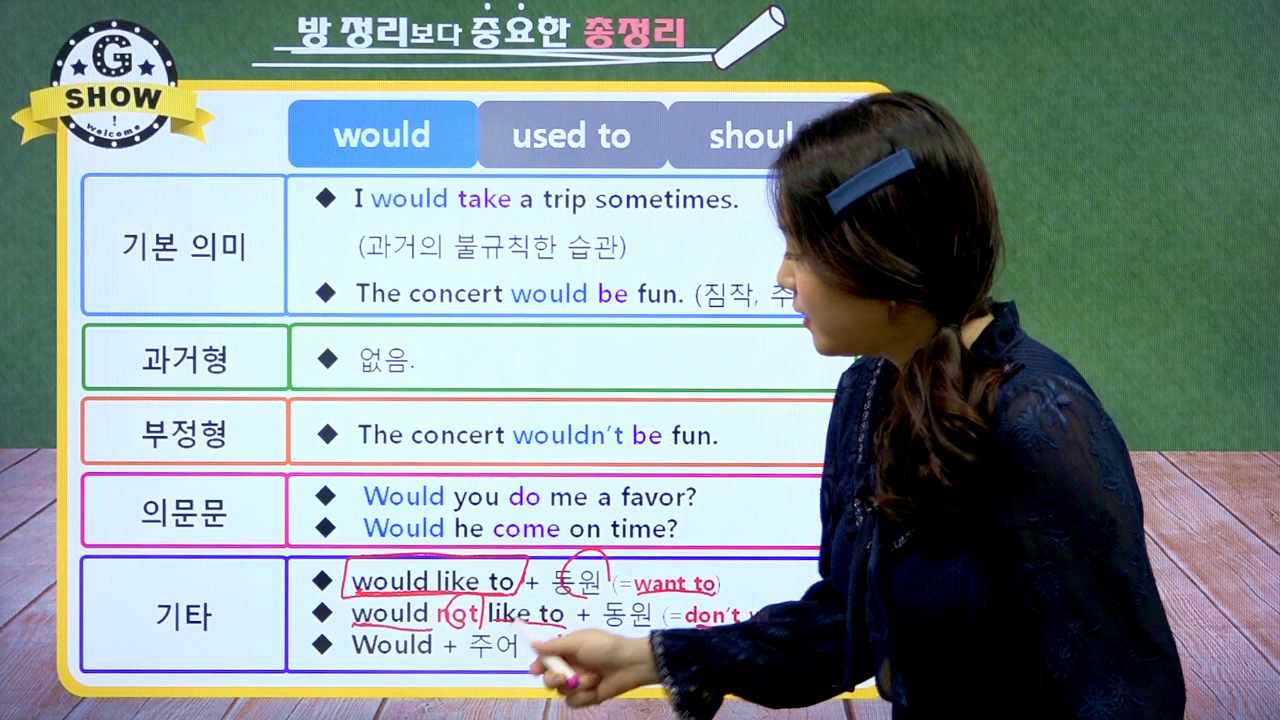 방 정리보다 중요한 총정리
G
SHOW
!
welcome
would used to
기본 의미
◆ I would take a trip sometimes.
(과거의 불규칙한 습관)
◆ The concert would be fun. (짐작,
과거형
◆ 없음.
부정형
◆ The concert wouldn't be fun.
의문문
◆ Would you do me a favor?
◆ Would he come on time?
기타
◆ would like to + 동원 (=want to)
◆ would not like to + 동원 (=don't
◆ Would + 주어